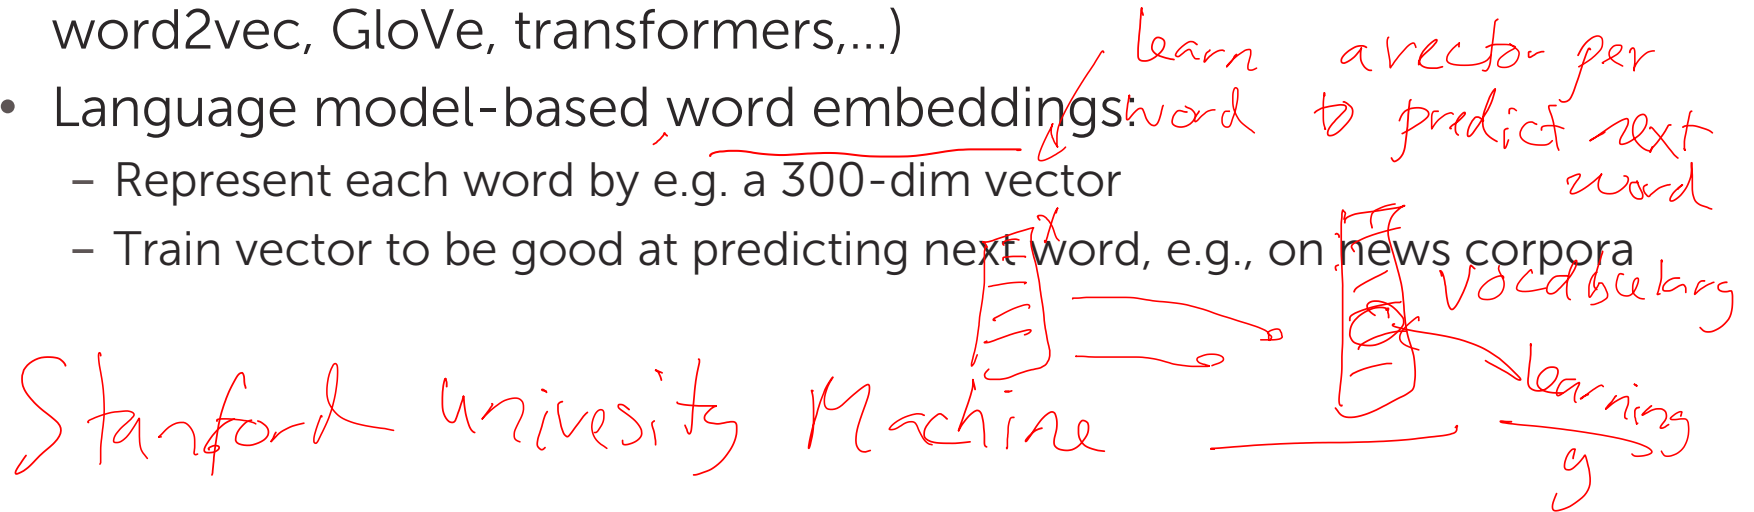 word2vec, GloVe, transformers,...)
learn a vector per
• Language model-based word embeddings:
word to predict next
word
– Represent each word by e.g. a 300-dim vector
x
– Train vector to be good at predicting next word, e.g., on news corpora
vocabulary
Stanford univesity Machine
learning
y